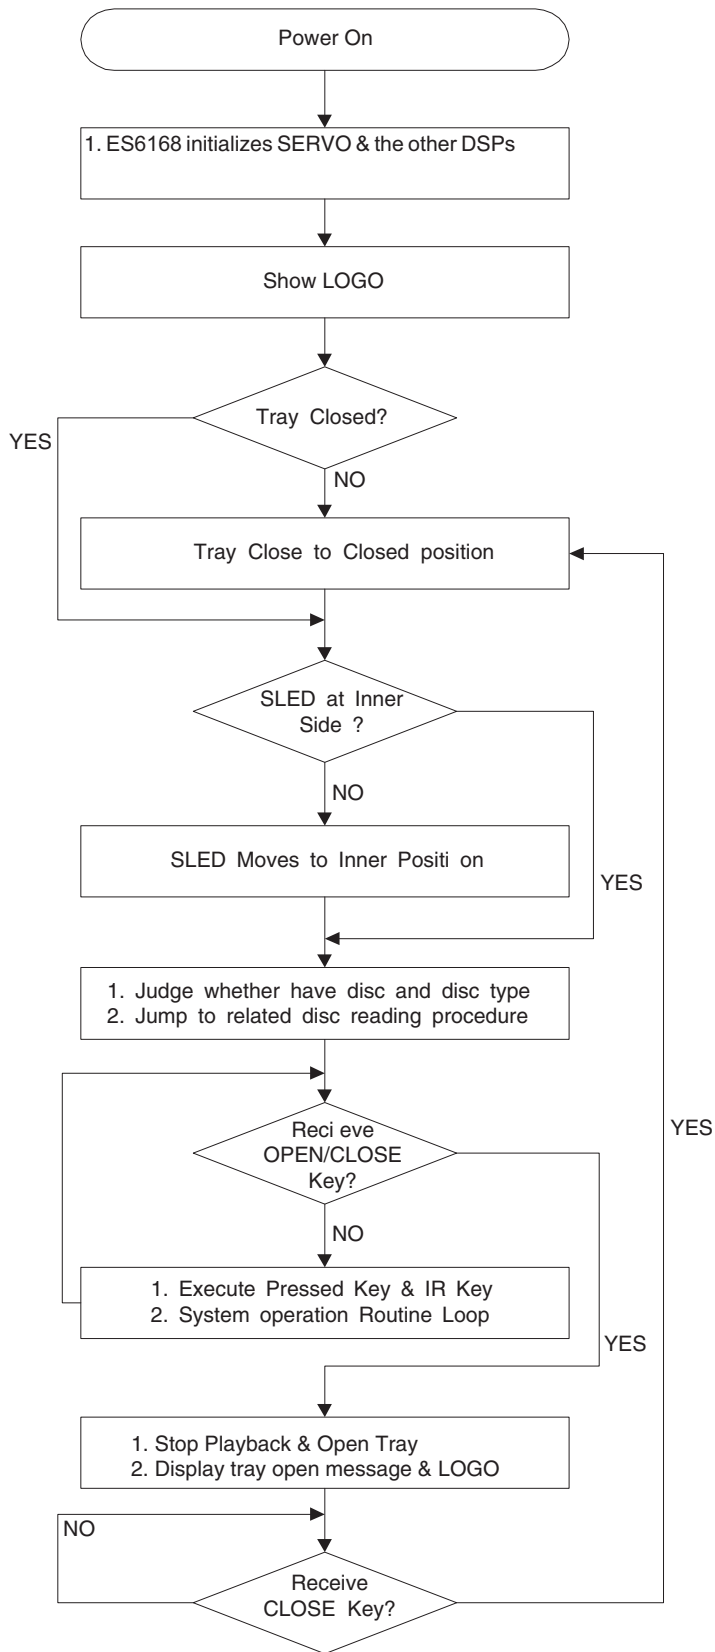 Power On
1. ES6168 initializes SERVO & the other DSPs
Show LOGO
Tray Closed?
YES
NO
Tray Close to Closed position
SLED at Inner
Side ?
NO
SLED Moves to Inner Positi on
YES
1. Judge whether have disc and disc type
2. Jump to related disc reading procedure
YES
Reci eve
OPEN/CLOSE
Key?
NO
1. Execute Pressed Key & IR Key
2. System operation Routine Loop
YES
1. Stop Playback & Open Tray
2. Display tray open message & LOGO
NO
Receive
CLOSE Key?